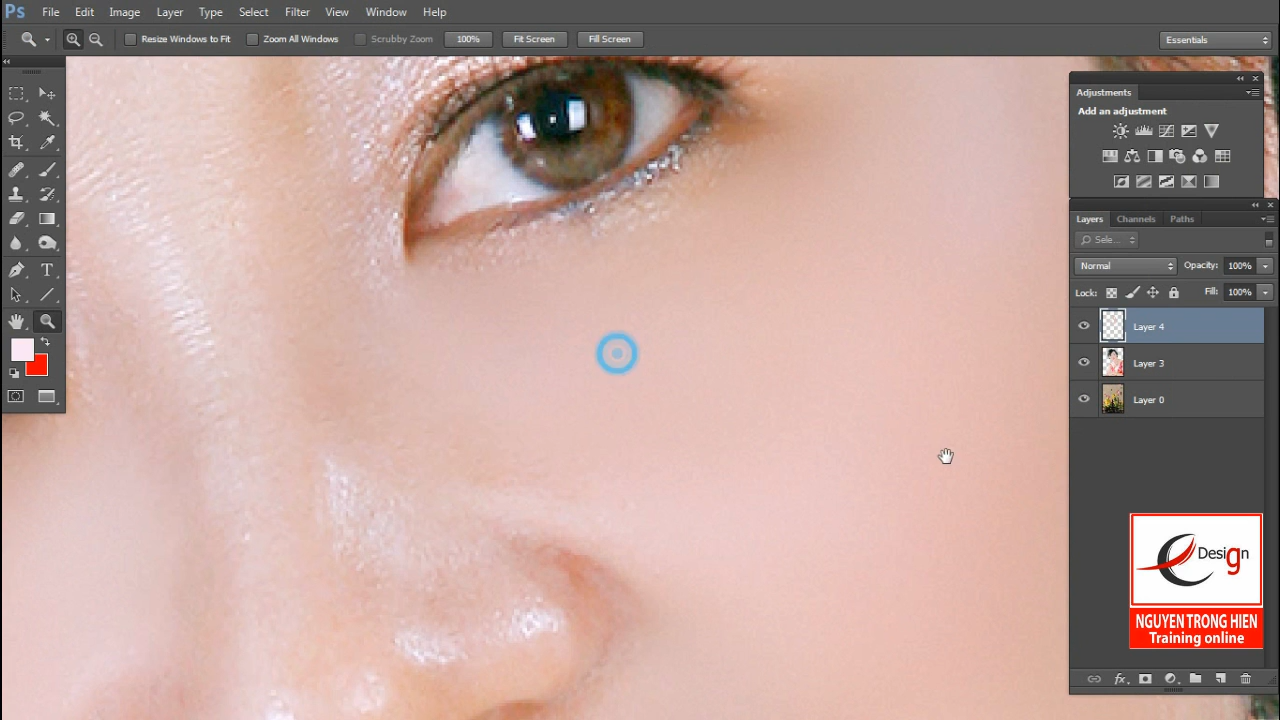 Ps File Edit Image Layer Type Select Filter View Window Help
Resize Windows to Fit Zoom All Windows Scrubby Zoom 100% Fit Screen Fill Screen Essentials
Adjustments
Add an adjustment
Layers Channels Paths
Sele...
Normal Opacity: 100%
Lock: Fill: 100%
Layer 4
Layer 3
Layer 0
Design
NGUYEN TRONG HIEN
Training online